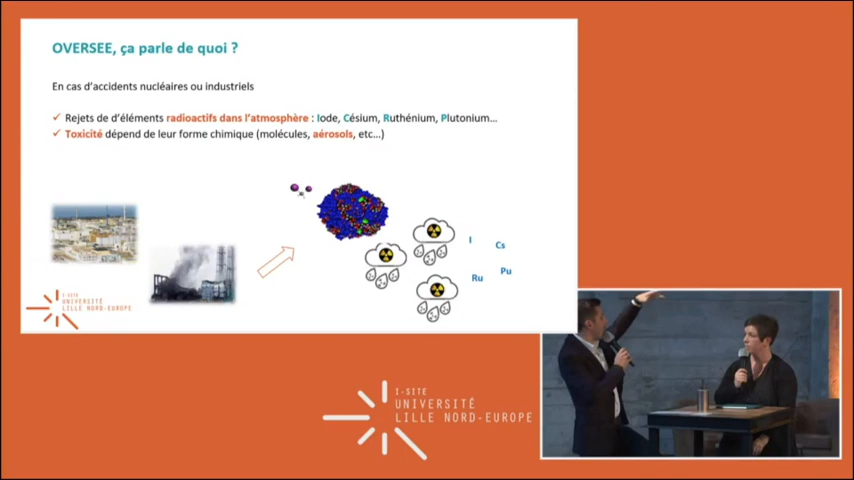 OVERSEE, ça parle de quoi ?
En cas d'accidents nucléaires ou industriels
✓ Rejets de d'éléments radioactifs dans l'atmosphère : Iode, Césium, Ruthénium, Plutonium...
✓ Toxicité dépend de leur forme chimique (molécules, aérosols, etc...)
I
Cs
Ru
Pu
I-SITE
UNIVERSITÉ
LILLE NORD-EUROPE
I-SITE
UNIVERSITÉ
LILLE NORD-EUROPE